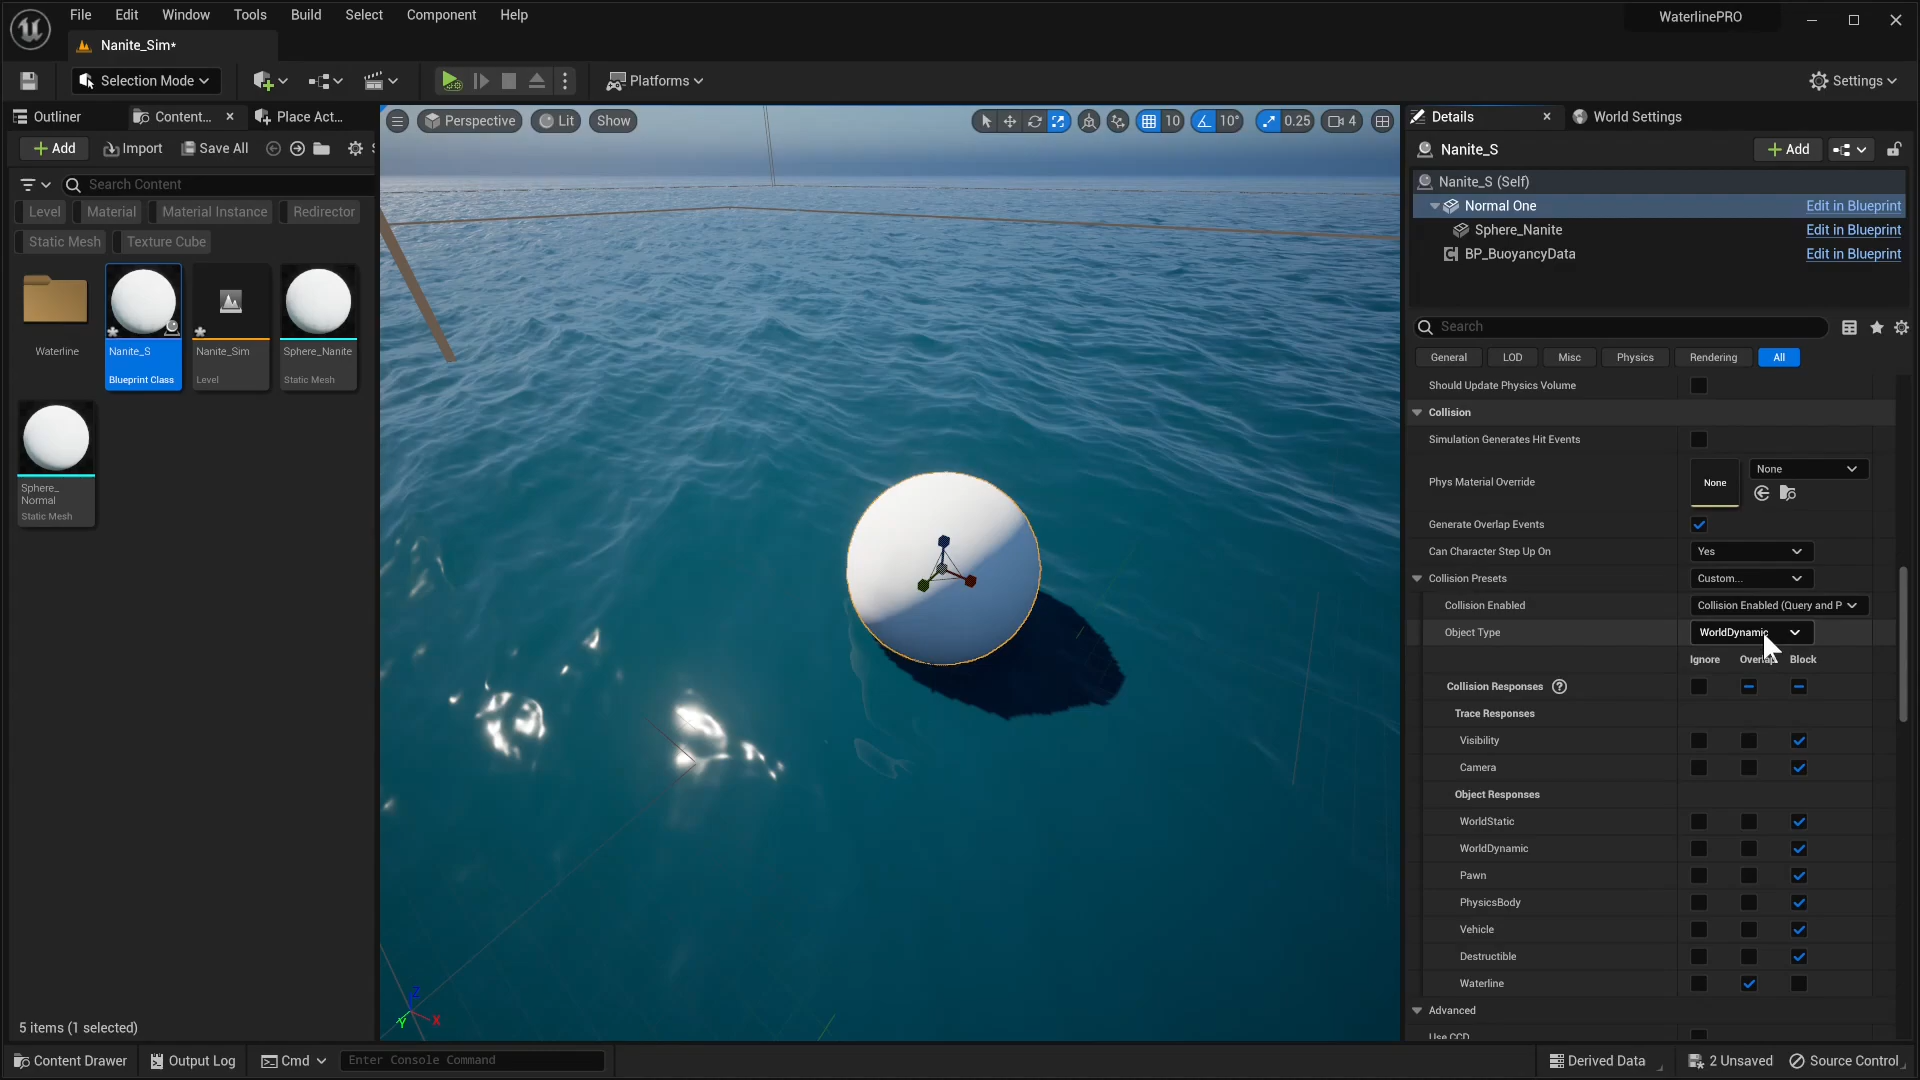 File Edit Window Tools Build Select Component Help
WaterlinePRO
Nanite_Sim*
Selection Mode
Platforms
Settings
Outliner
Content...
Place Act...
Add
Import
Save All
Search Content
Level
Material
Material Instance
Redirector
Static Mesh
Texture Cube
Waterline
Nanite_S
Blueprint Class
Nanite_Sim
Level
Sphere_Nanite
Static Mesh
Sphere_
Normal
Static Mesh
5 items (1 selected)
Perspective
Lit
Show
10
10°
0.25
4
Z
X
Y
Details
World Settings
Nanite_S
Add
Nanite_S (Self)
Normal One Edit in Blueprint
Sphere_Nanite Edit in Blueprint
BP_BuoyancyData Edit in Blueprint
Search
General LOD Misc Physics Rendering All
Should Update Physics Volume
Collision
Simulation Generates Hit Events
Phys Material Override
None
None
Generate Overlap Events
Can Character Step Up On Yes
Collision Presets Custom...
Collision Enabled Collision Enabled (Query and P
Object Type WorldDynamic
Ignore Overlap Block
Collision Responses ?
Trace Responses
Visibility
Camera
Object Responses
WorldStatic
WorldDynamic
Pawn
PhysicsBody
Vehicle
Destructible
Waterline
Advanced
Use CCD
Content Drawer
Output Log
Cmd
Enter Console Command
Derived Data
2 Unsaved
Source Control